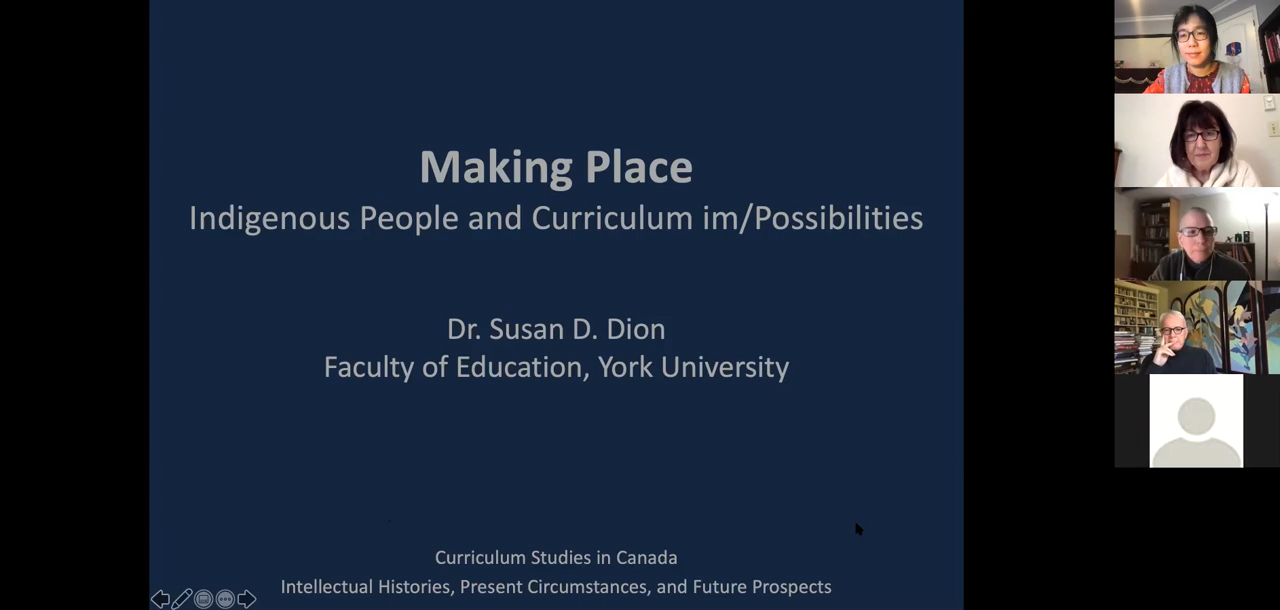 Making Place
Indigenous People and Curriculum im/Possibilities
Dr. Susan D. Dion
Faculty of Education, York University
Curriculum Studies in Canada
Intellectual Histories, Present Circumstances, and Future Prospects